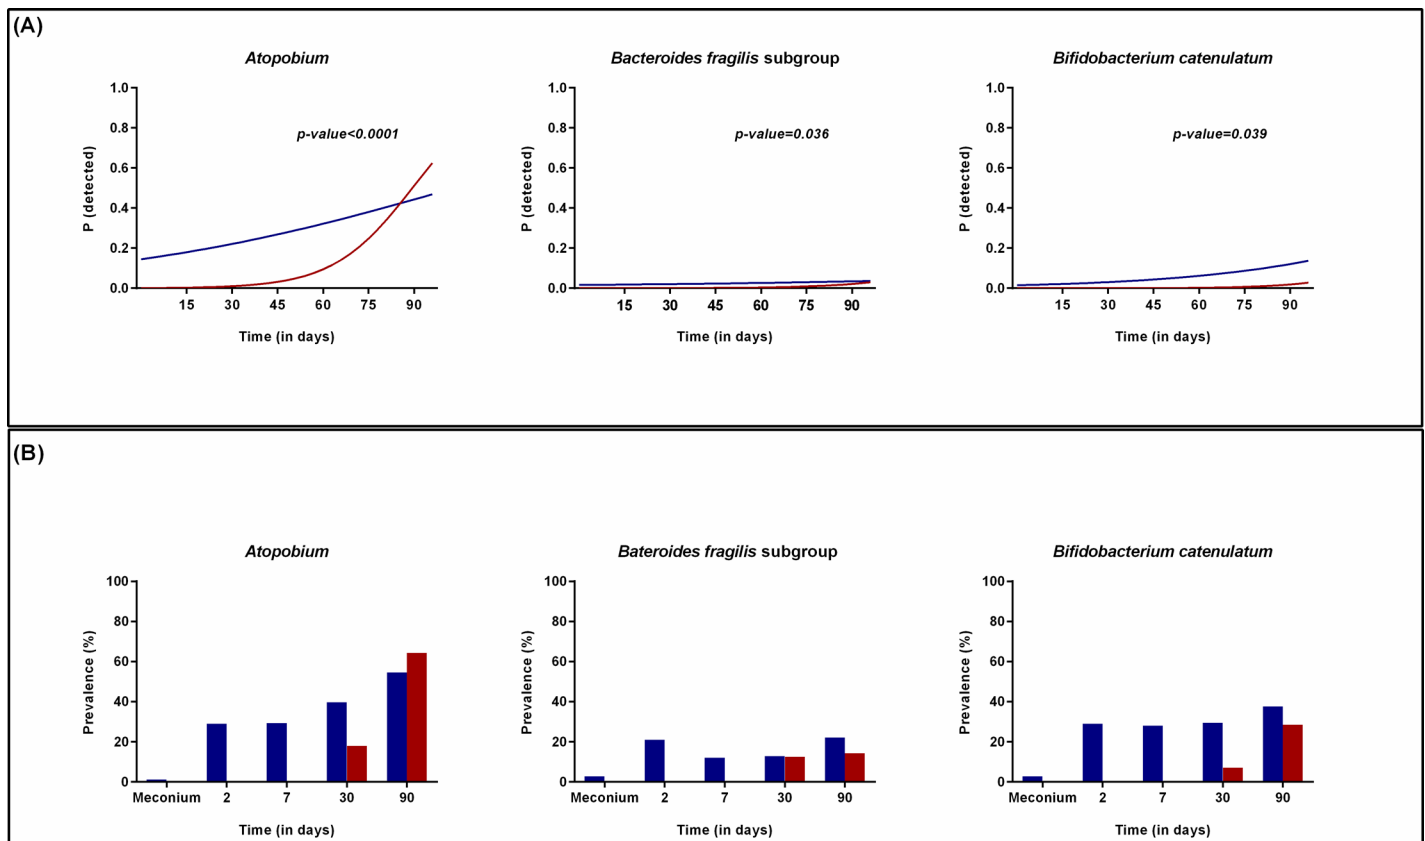 (A)
Atopobium
1.0
0.8
0.6
0.4
0.2
0.0
P (detected)
p-value<0.0001
15 30 45 60 75 90
Time (in days)
Bacteroides fragilis subgroup
1.0
0.8
0.6
0.4
0.2
0.0
P (detected)
p-value=0.036
15 30 45 60 75 90
Time (in days)
Bifidobacterium catenulatum
1.0
0.8
0.6
0.4
0.2
0.0
P (detected)
p-value=0.039
15 30 45 60 75 90
Time (in days)
(B)
Atopobium
100
80
60
40
20
0
Prevalence (%)
Meconium 2 7 30 90
Time (in days)
Bateroides fragilis subgroup
100
80
60
40
20
0
Prevalence (%)
Meconium 2 7 30 90
Time (in days)
Bifidobacterium catenulatum
100
80
60
40
20
0
Prevalence (%)
Meconium 2 7 30 90
Time (in days)